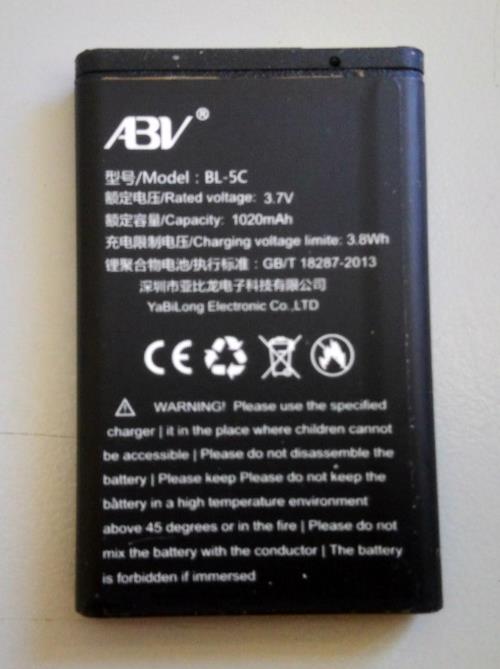 ABV®
型号/Model : BL-5C
额定电压/Rated voltage: 3.7V
额定容量/Capacity: 1020mAh
充电限制电压/Charging voltage limite: 3.8Wh
锂聚合物电池/执行标准: GB/T 18287-2013
深圳市亚比龙电子科技有限公司
YaBiLong Electronic Co.,LTD
CE
WARNING! Please use the specified
charger | it in the place where children cannot
be accessible | Please do not disassemble the
battery | Please keep Please do not keep the
battery in a high temperature environment
above 45 degrees or in the fire | Please do not
mix the battery with the conductor | The battery
is forbidden if immersed